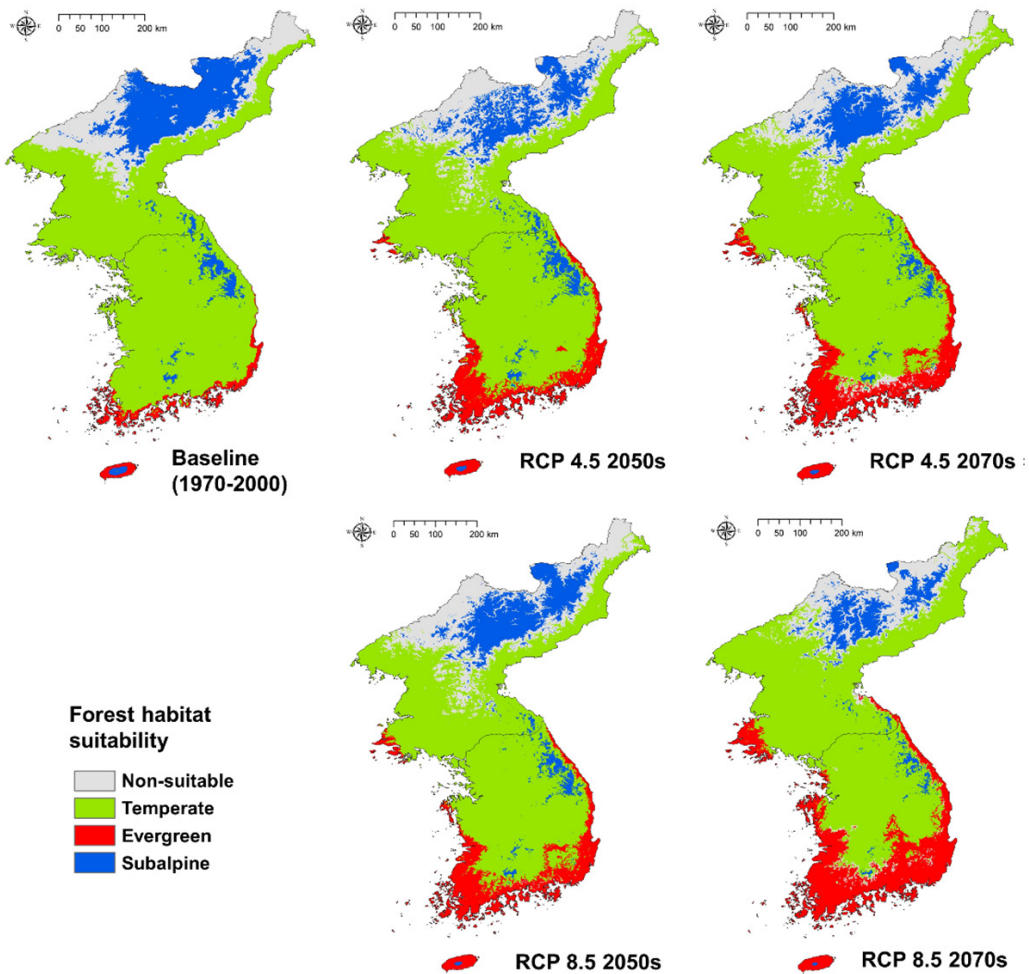 N
W E
S
0 50 100 200 km
N
W E
S
0 50 100 200 km
N
W E
S
0 50 100 200 km
Baseline
(1970-2000)
RCP 4.5 2050s
RCP 4.5 2070s
N
W E
S
0 50 100 200 km
N
W E
S
0 50 100 200 km
Forest habitat
suitability
Non-suitable
Temperate
Evergreen
Subalpine
RCP 8.5 2050s
RCP 8.5 2070s